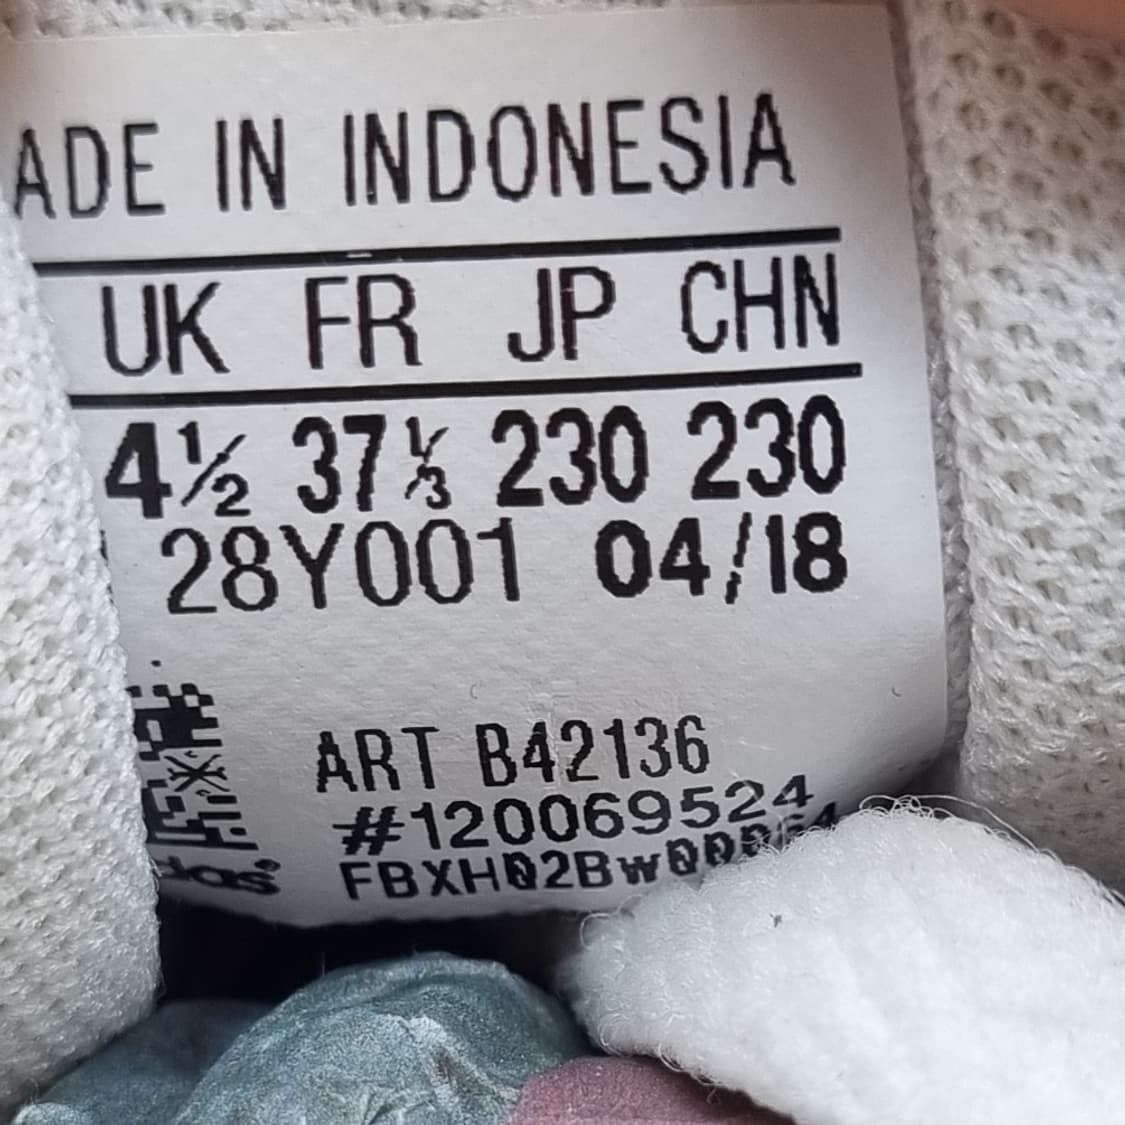 ADE IN INDONESIA
UK FR JP CHN
4½ 37⅓ 230 230
28Y001 04/18
ART B42136
#120069524